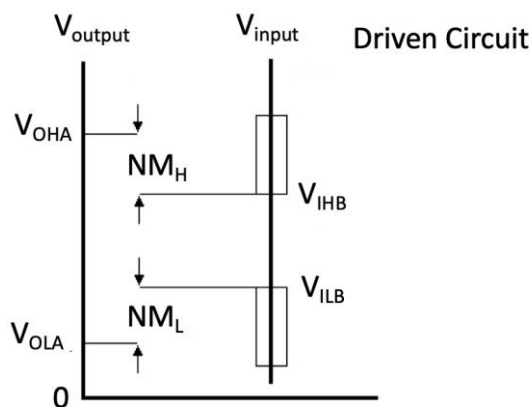 V_output V_input Driven Circuit
V_OHA
NM_H
V_IHB
V_ILB
NM_L
V_OLA
0